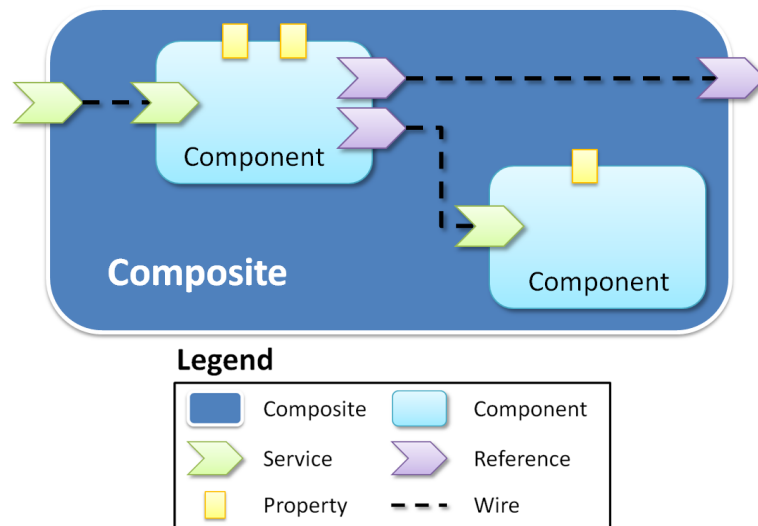 Component
Component
Composite
Legend
Composite
Component
Service
Reference
Property
Wire